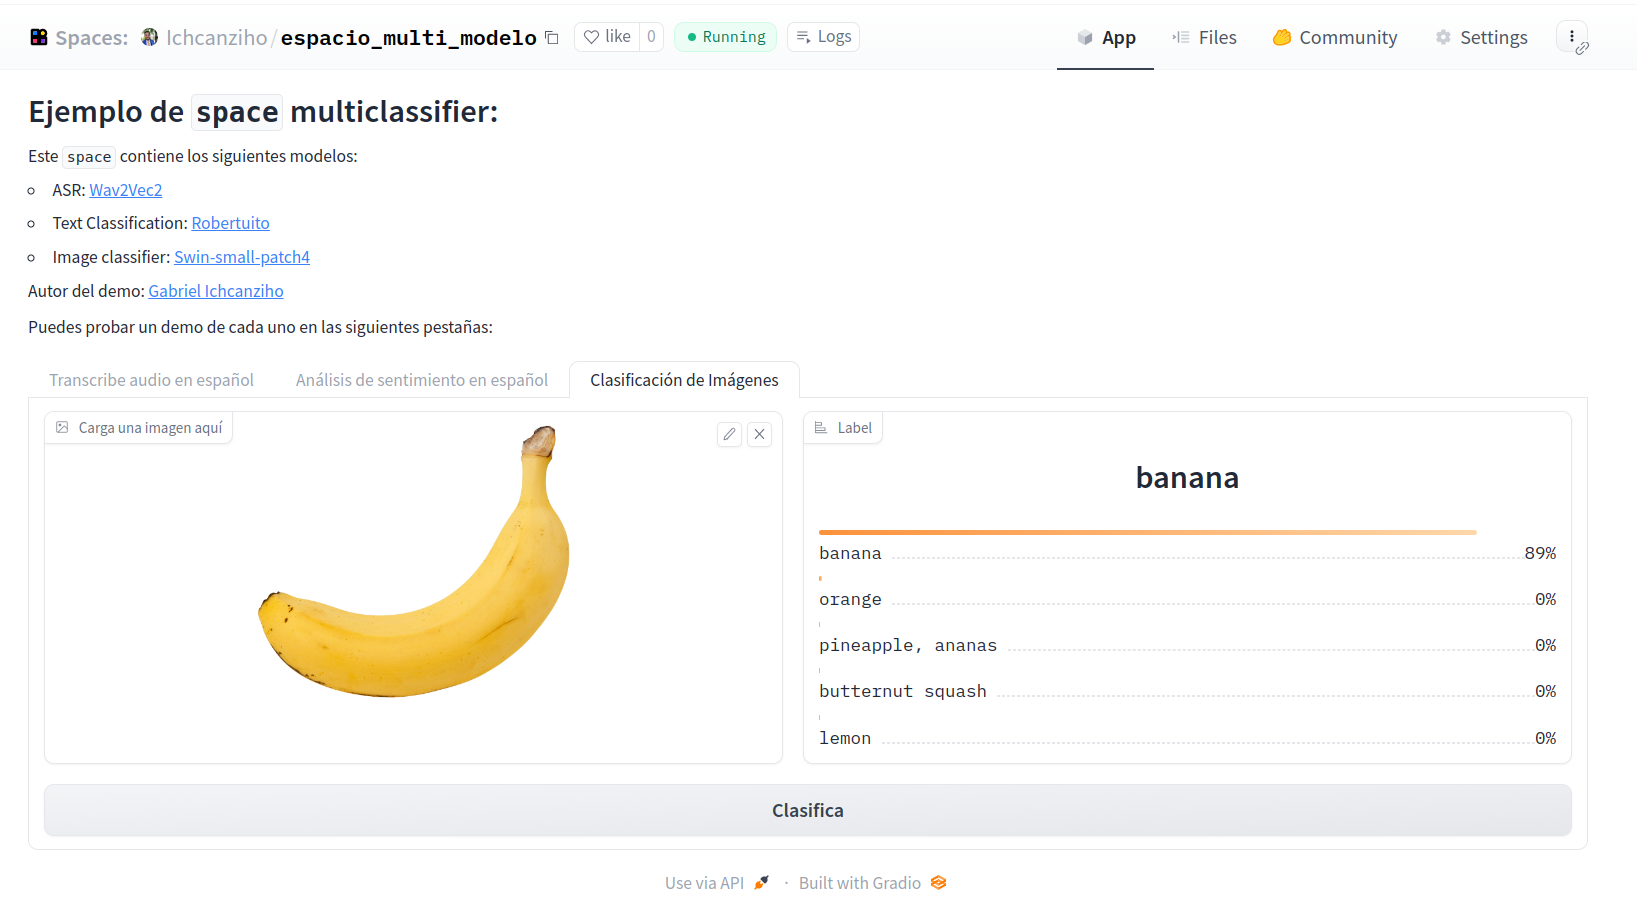 Spaces: Ichcanziho/espacio_multi_modelo like 0 Running Logs App Files Community Settings
Ejemplo de space multiclassifier:
Este space contiene los siguientes modelos:
ASR: Wav2Vec2
Text Classification: Robertuito
Image classifier: Swin-small-patch4
Autor del demo: Gabriel Ichcanziho
Puedes probar un demo de cada uno en las siguientes pestañas:
Transcribe audio en español Análisis de sentimiento en español Clasificación de Imágenes
Carga una imagen aquí
Label
banana
banana 89%
orange 0%
pineapple, ananas 0%
butternut squash 0%
lemon 0%
Clasifica
Use via API · Built with Gradio